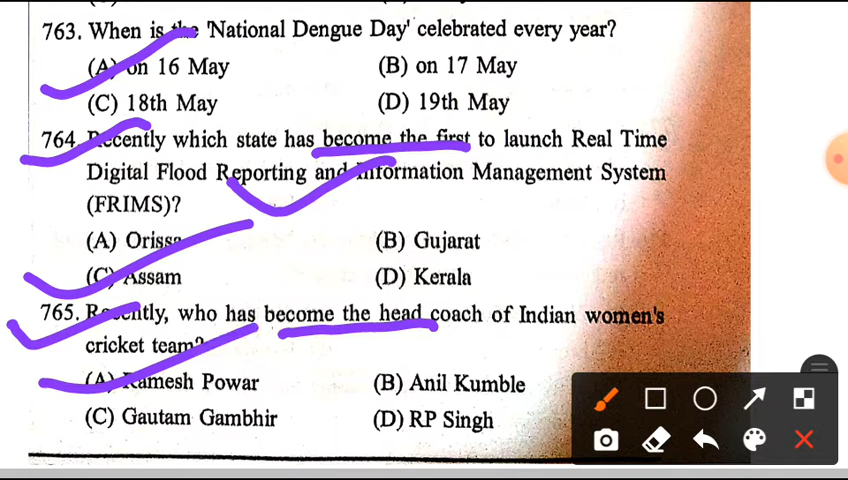 763. When is the 'National Dengue Day' celebrated every year?
(A) on 16 May (B) on 17 May
(C) 18th May (D) 19th May
764. Recently which state has become the first to launch Real Time
Digital Flood Reporting and Information Management System
(FRIMS)?
(A) Orissa (B) Gujarat
(C) Assam (D) Kerala
765. Recently, who has become the head coach of Indian women's
cricket team?
(A) Ramesh Powar (B) Anil Kumble
(C) Gautam Gambhir (D) RP Singh